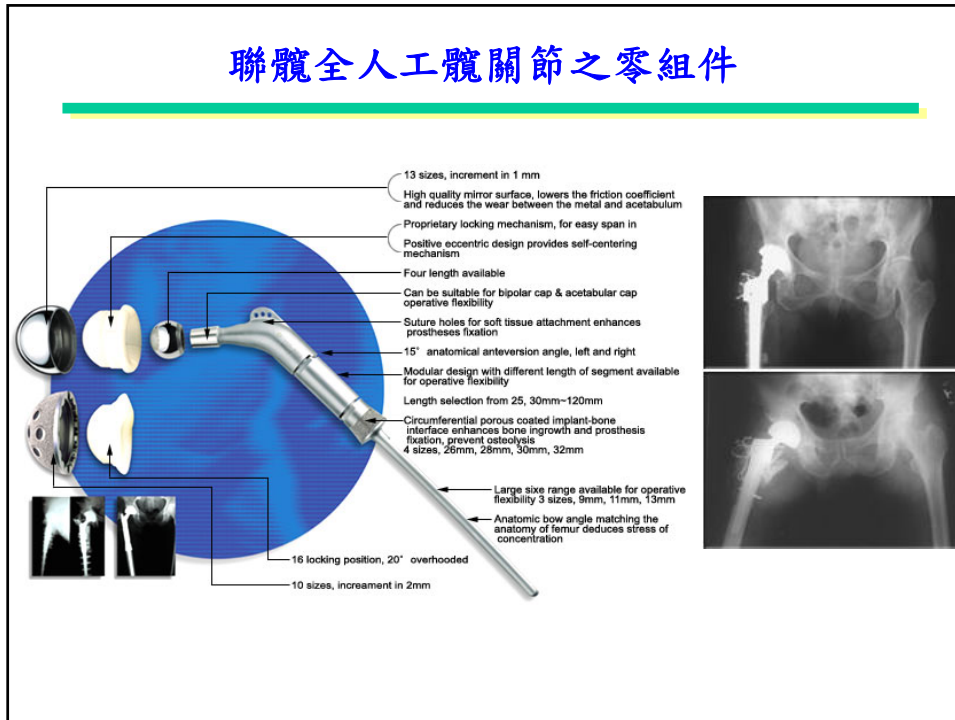 聯髖全人工髖關節之零組件
13 sizes, increment in 1 mm
High quality mirror surface, lowers the friction coefficient
and reduces the wear between the metal and acetabulum
Proprietary locking mechanism, for easy span in
Positive eccentric design provides self-centering
mechanism
Four length available
Can be suitable for bipolar cap & acetabular cap
operative flexibility
Suture holes for soft tissue attachment enhances
prostheses fixation
15° anatomical anteversion angle, left and right
Modular design with different length of segment available
for operative flexibility
Length selection from 25, 30mm~120mm
Circumferential porous coated implant-bone
interface enhances bone ingrowth and prosthesis
fixation, prevent osteolysis
4 sizes, 26mm, 28mm, 30mm, 32mm
Large sixe range available for operative
flexibility 3 sizes, 9mm, 11mm, 13mm
Anatomic bow angle matching the
anatomy of femur deduces stress of
concentration
16 locking position, 20° overhooded
10 sizes, increament in 2mm